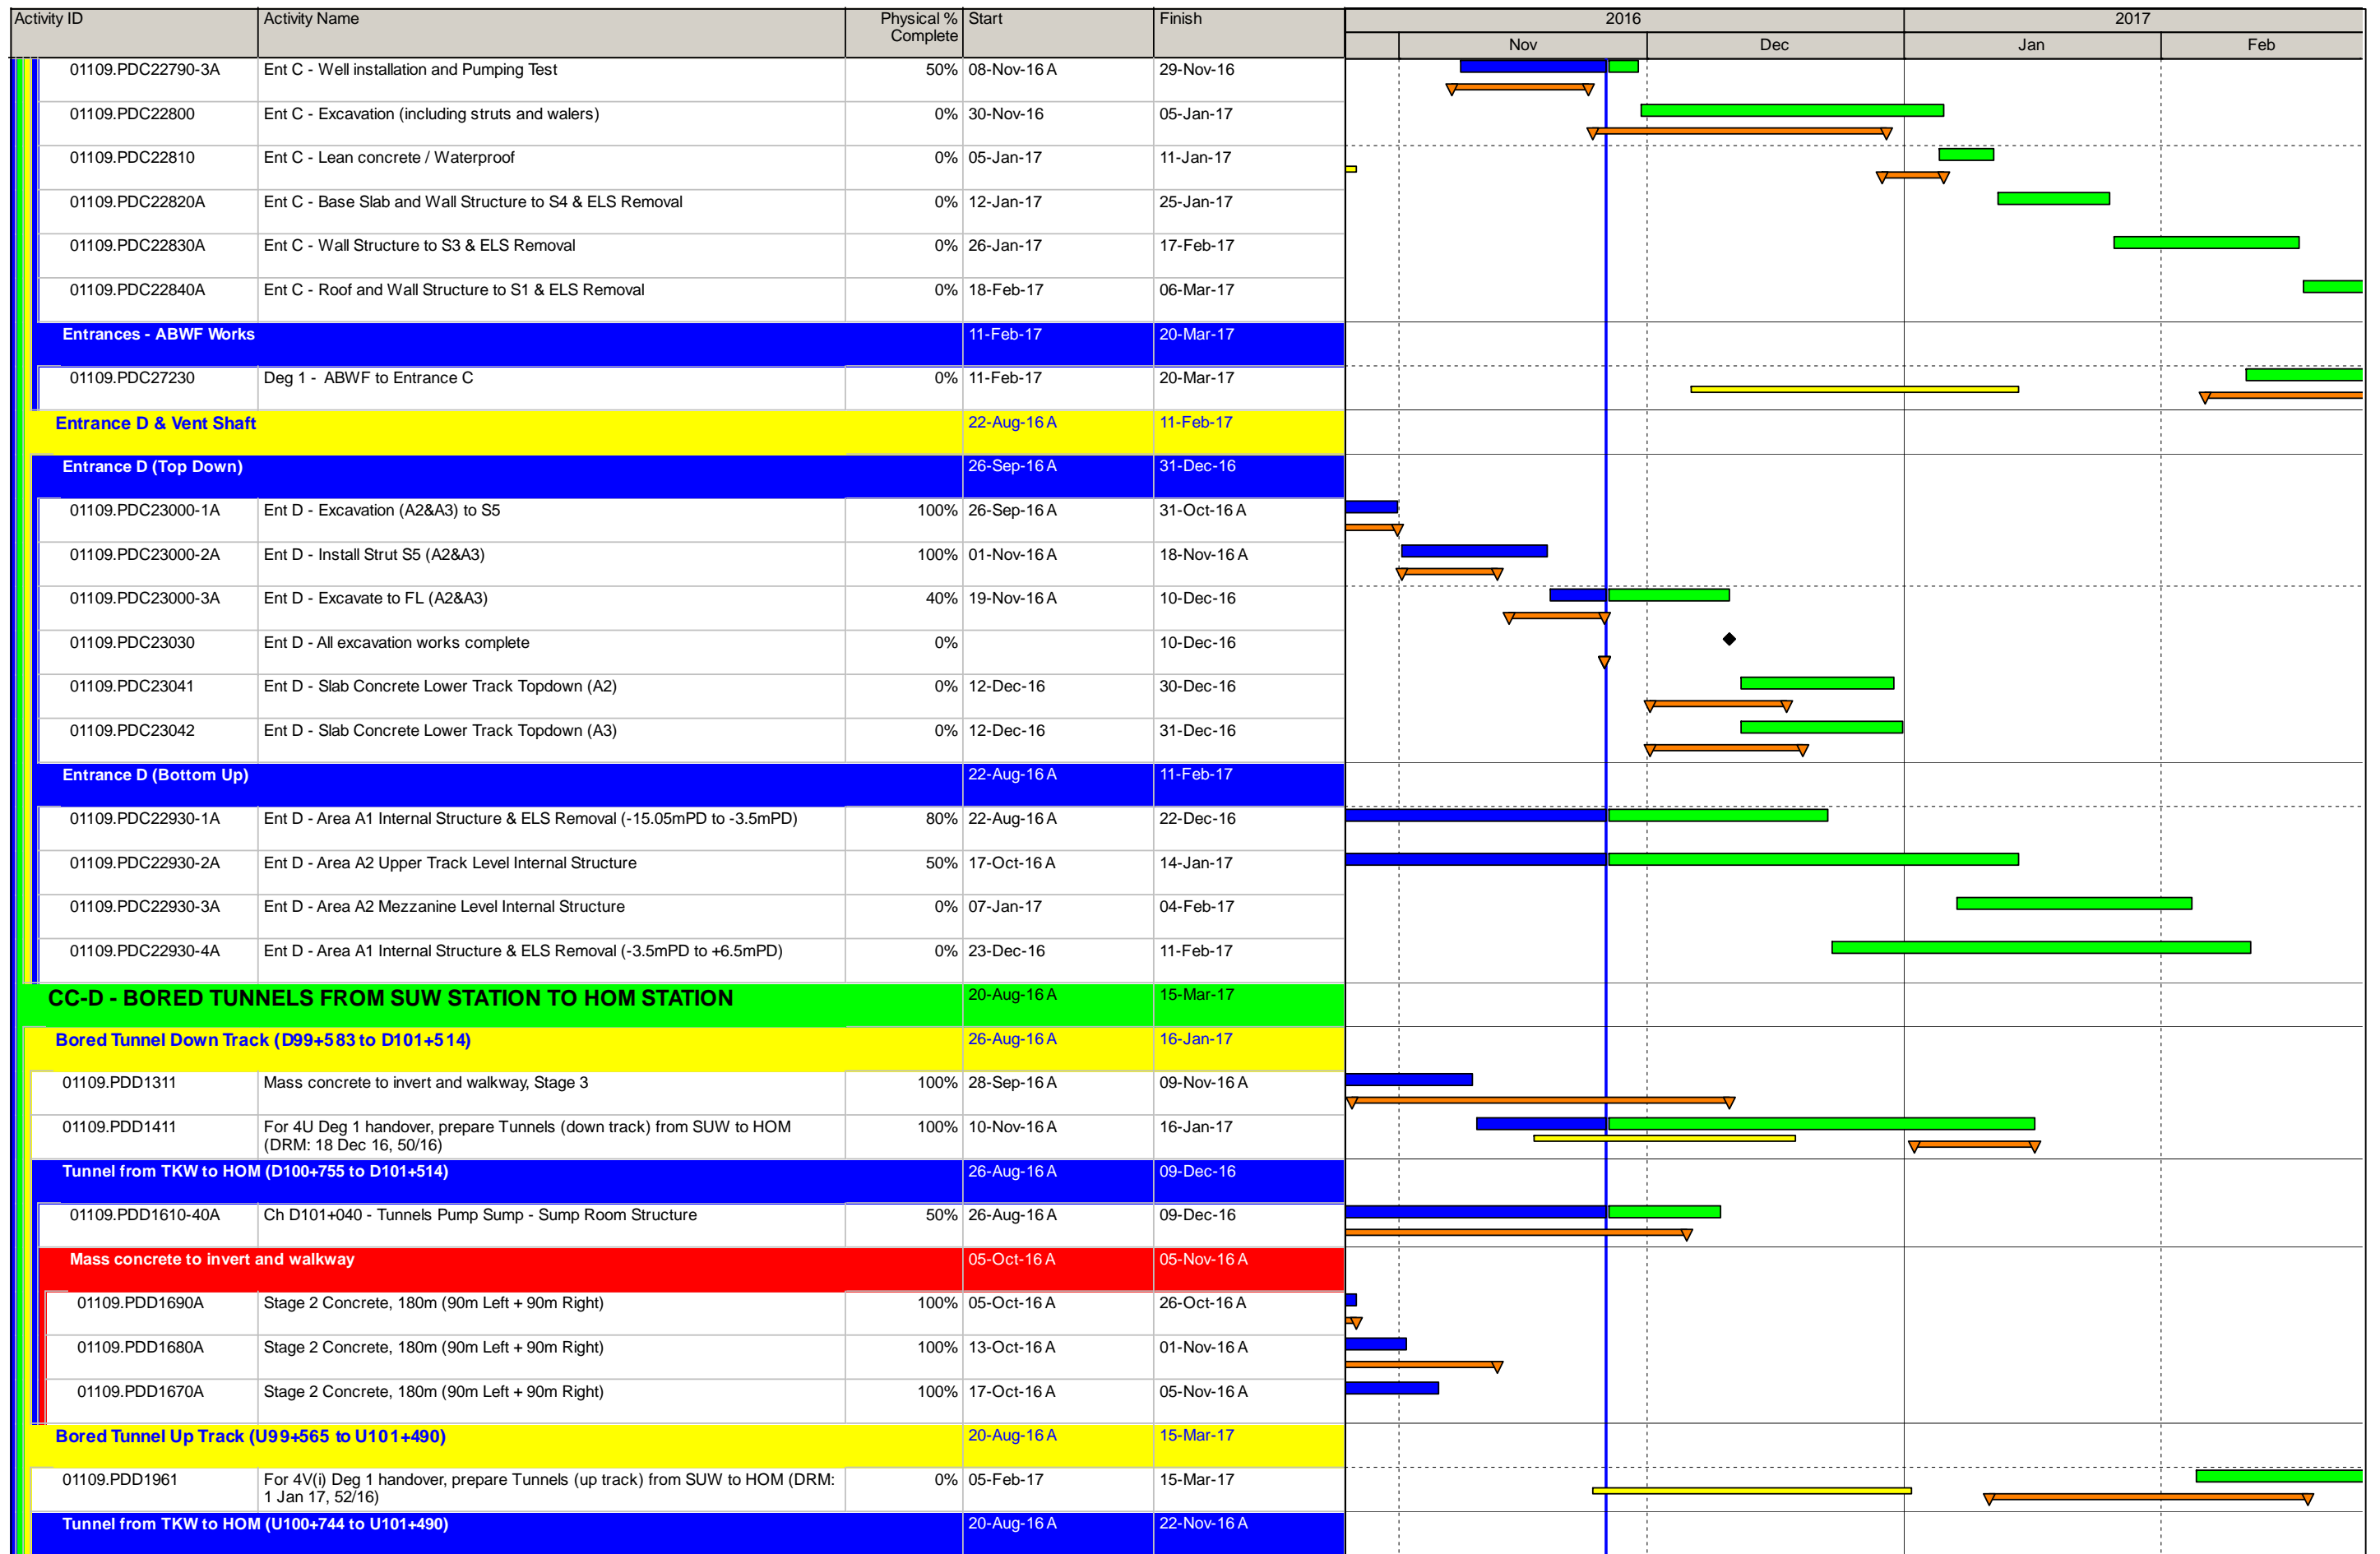 Activity ID Activity Name Physical % Start Finish 2016 2017
Complete Nov Dec Jan Feb
01109.PDC22790-3A Ent C - Well installation and Pumping Test 50% 08-Nov-16 A 29-Nov-16
01109.PDC22800 Ent C - Excavation (including struts and walers) 0% 30-Nov-16 05-Jan-17
01109.PDC22810 Ent C - Lean concrete / Waterproof 0% 05-Jan-17 11-Jan-17
01109.PDC22820A Ent C - Base Slab and Wall Structure to S4 & ELS Removal 0% 12-Jan-17 25-Jan-17
01109.PDC22830A Ent C - Wall Structure to S3 & ELS Removal 0% 26-Jan-17 17-Feb-17
01109.PDC22840A Ent C - Roof and Wall Structure to S1 & ELS Removal 0% 18-Feb-17 06-Mar-17
Entrances - ABWF Works 11-Feb-17 20-Mar-17
01109.PDC27230 Deg 1 - ABWF to Entrance C 0% 11-Feb-17 20-Mar-17
Entrance D & Vent Shaft 22-Aug-16 A 11-Feb-17
Entrance D (Top Down) 26-Sep-16 A 31-Dec-16
01109.PDC23000-1A Ent D - Excavation (A2&A3) to S5 100% 26-Sep-16 A 31-Oct-16 A
01109.PDC23000-2A Ent D - Install Strut S5 (A2&A3) 100% 01-Nov-16 A 18-Nov-16 A
01109.PDC23000-3A Ent D - Excavate to FL (A2&A3) 40% 19-Nov-16 A 10-Dec-16
01109.PDC23030 Ent D - All excavation works complete 0% 10-Dec-16
01109.PDC23041 Ent D - Slab Concrete Lower Track Topdown (A2) 0% 12-Dec-16 30-Dec-16
01109.PDC23042 Ent D - Slab Concrete Lower Track Topdown (A3) 0% 12-Dec-16 31-Dec-16
Entrance D (Bottom Up) 22-Aug-16 A 11-Feb-17
01109.PDC22930-1A Ent D - Area A1 Internal Structure & ELS Removal (-15.05mPD to -3.5mPD) 80% 22-Aug-16 A 22-Dec-16
01109.PDC22930-2A Ent D - Area A2 Upper Track Level Internal Structure 50% 17-Oct-16 A 14-Jan-17
01109.PDC22930-3A Ent D - Area A2 Mezzanine Level Internal Structure 0% 07-Jan-17 04-Feb-17
01109.PDC22930-4A Ent D - Area A1 Internal Structure & ELS Removal (-3.5mPD to +6.5mPD) 0% 23-Dec-16 11-Feb-17
CC-D - BORED TUNNELS FROM SUW STATION TO HOM STATION 20-Aug-16 A 15-Mar-17
Bored Tunnel Down Track (D99+583 to D101+514) 26-Aug-16 A 16-Jan-17
01109.PDD1311 Mass concrete to invert and walkway, Stage 3 100% 28-Sep-16 A 09-Nov-16 A
01109.PDD1411 For 4U Deg 1 handover, prepare Tunnels (down track) from SUW to HOM 100% 10-Nov-16 A 16-Jan-17
(DRM: 18 Dec 16, 50/16)
Tunnel from TKW to HOM (D100+755 to D101+514) 26-Aug-16 A 09-Dec-16
01109.PDD1610-40A Ch D101+040 - Tunnels Pump Sump - Sump Room Structure 50% 26-Aug-16 A 09-Dec-16
Mass concrete to invert and walkway 05-Oct-16 A 05-Nov-16 A
01109.PDD1690A Stage 2 Concrete, 180m (90m Left + 90m Right) 100% 05-Oct-16 A 26-Oct-16 A
01109.PDD1680A Stage 2 Concrete, 180m (90m Left + 90m Right) 100% 13-Oct-16 A 01-Nov-16 A
01109.PDD1670A Stage 2 Concrete, 180m (90m Left + 90m Right) 100% 17-Oct-16 A 05-Nov-16 A
Bored Tunnel Up Track (U99+565 to U101+490) 20-Aug-16 A 15-Mar-17
01109.PDD1961 For 4V(i) Deg 1 handover, prepare Tunnels (up track) from SUW to HOM (DRM: 0% 05-Feb-17 15-Mar-17
1 Jan 17, 52/16)
Tunnel from TKW to HOM (U100+744 to U101+490) 20-Aug-16 A 22-Nov-16 A